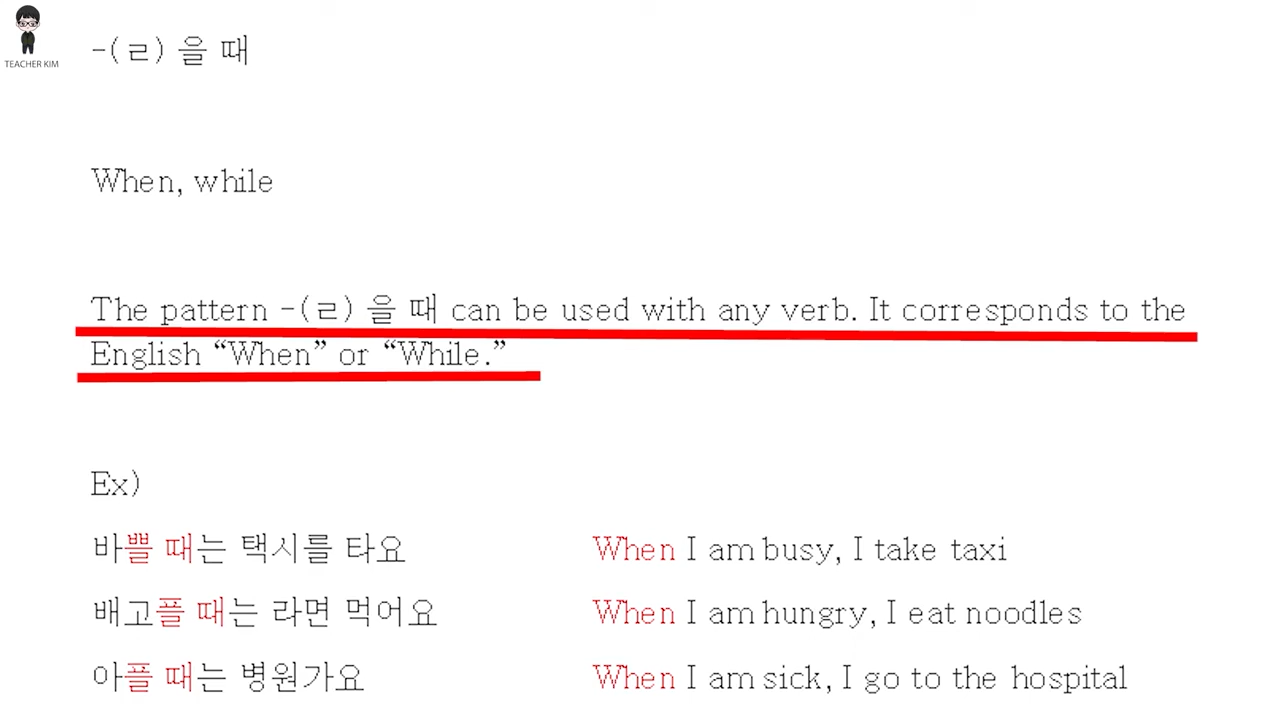 TEACHER KIM
-(ㄹ) 을 때
When, while
The pattern -(ㄹ) 을 때 can be used with any verb. It corresponds to the
English “When” or “While.”
Ex)
바쁠 때는 택시를 타요 When I am busy, I take taxi
배고플 때는 라면 먹어요 When I am hungry, I eat noodles
아플 때는 병원가요 When I am sick, I go to the hospital